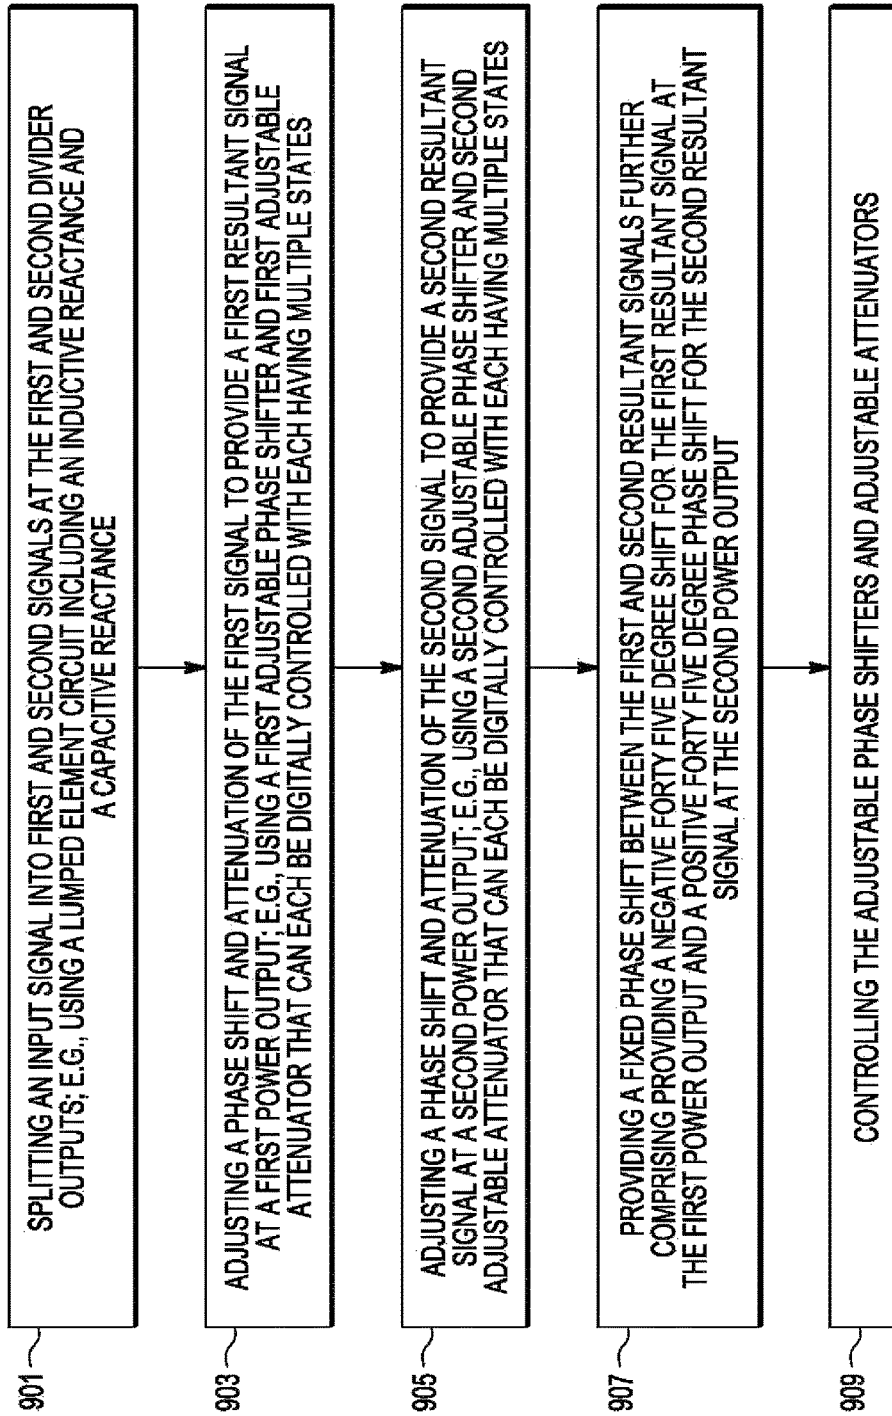 901
SPLITTING AN INPUT SIGNAL INTO FIRST AND SECOND SIGNALS AT THE FIRST AND SECOND DIVIDER
OUTPUTS; E.G., USING A LUMPED ELEMENT CIRCUIT INCLUDING AN INDUCTIVE REACTANCE AND
A CAPACITIVE REACTANCE
903
ADJUSTING A PHASE SHIFT AND ATTENUATION OF THE FIRST SIGNAL TO PROVIDE A FIRST RESULTANT SIGNAL
AT A FIRST POWER OUTPUT; E.G., USING A FIRST ADJUSTABLE PHASE SHIFTER AND FIRST ADJUSTABLE
ATTENUATOR THAT CAN EACH BE DIGITALLY CONTROLLED WITH EACH HAVING MULTIPLE STATES
905
ADJUSTING A PHASE SHIFT AND ATTENUATION OF THE SECOND SIGNAL TO PROVIDE A SECOND RESULTANT
SIGNAL AT A SECOND POWER OUTPUT; E.G., USING A SECOND ADJUSTABLE PHASE SHIFTER AND SECOND
ADJUSTABLE ATTENUATOR THAT CAN EACH BE DIGITALLY CONTROLLED WITH EACH HAVING MULTIPLE STATES
907
PROVIDING A FIXED PHASE SHIFT BETWEEN THE FIRST AND SECOND RESULTANT SIGNALS FURTHER
COMPRISING PROVIDING A NEGATIVE FORTY FIVE DEGREE SHIFT FOR THE FIRST RESULTANT SIGNAL AT
THE FIRST POWER OUTPUT AND A POSITIVE FORTY FIVE DEGREE PHASE SHIFT FOR THE SECOND RESULTANT
SIGNAL AT THE SECOND POWER OUTPUT
909
CONTROLLING THE ADJUSTABLE PHASE SHIFTERS AND ADJUSTABLE ATTENUATORS